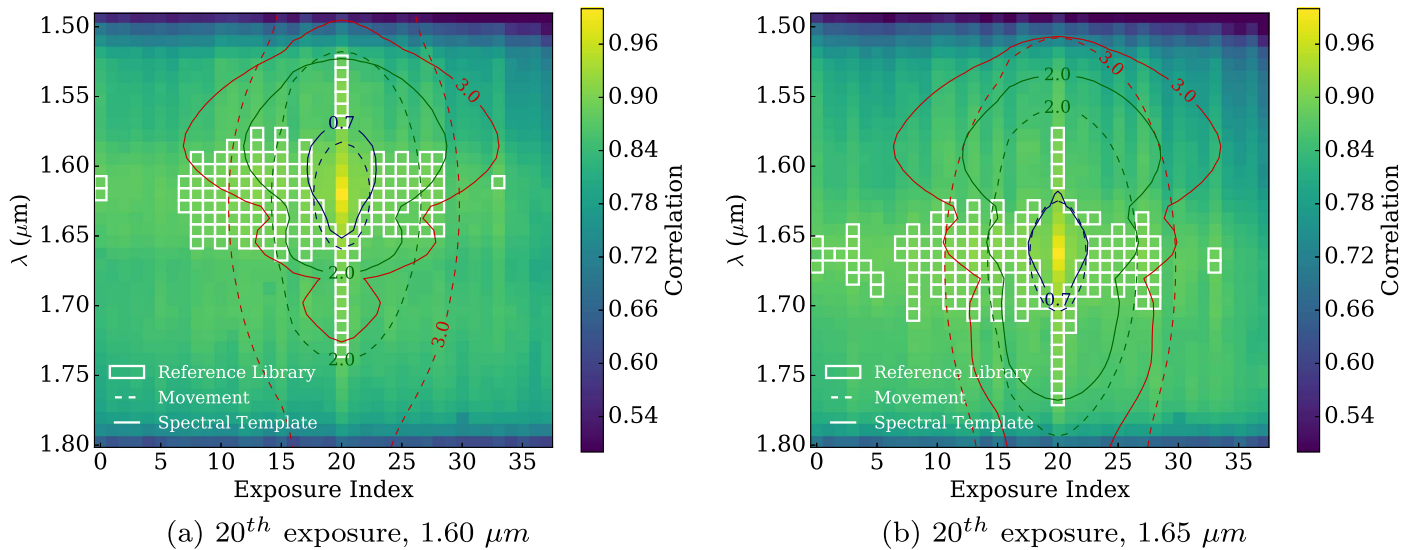 1.50
1.55
1.60
1.65
1.70
1.75
1.80
λ (μm)
0 5 10 15 20 25 30 35
Exposure Index
3.0
0.7
2.0
3.0
2.0
Reference Library
Movement
Spectral Template
0.96
0.90
0.84
0.78
0.72
0.66
0.60
0.54
Correlation
(a) 20th exposure, 1.60 μm
1.50
1.55
1.60
1.65
1.70
1.75
1.80
λ (μm)
0 5 10 15 20 25 30 35
Exposure Index
3.0
2.0
3.0
2.0
0.7
Reference Library
Movement
Spectral Template
0.96
0.90
0.84
0.78
0.72
0.66
0.60
0.54
Correlation
(b) 20th exposure, 1.65 μm